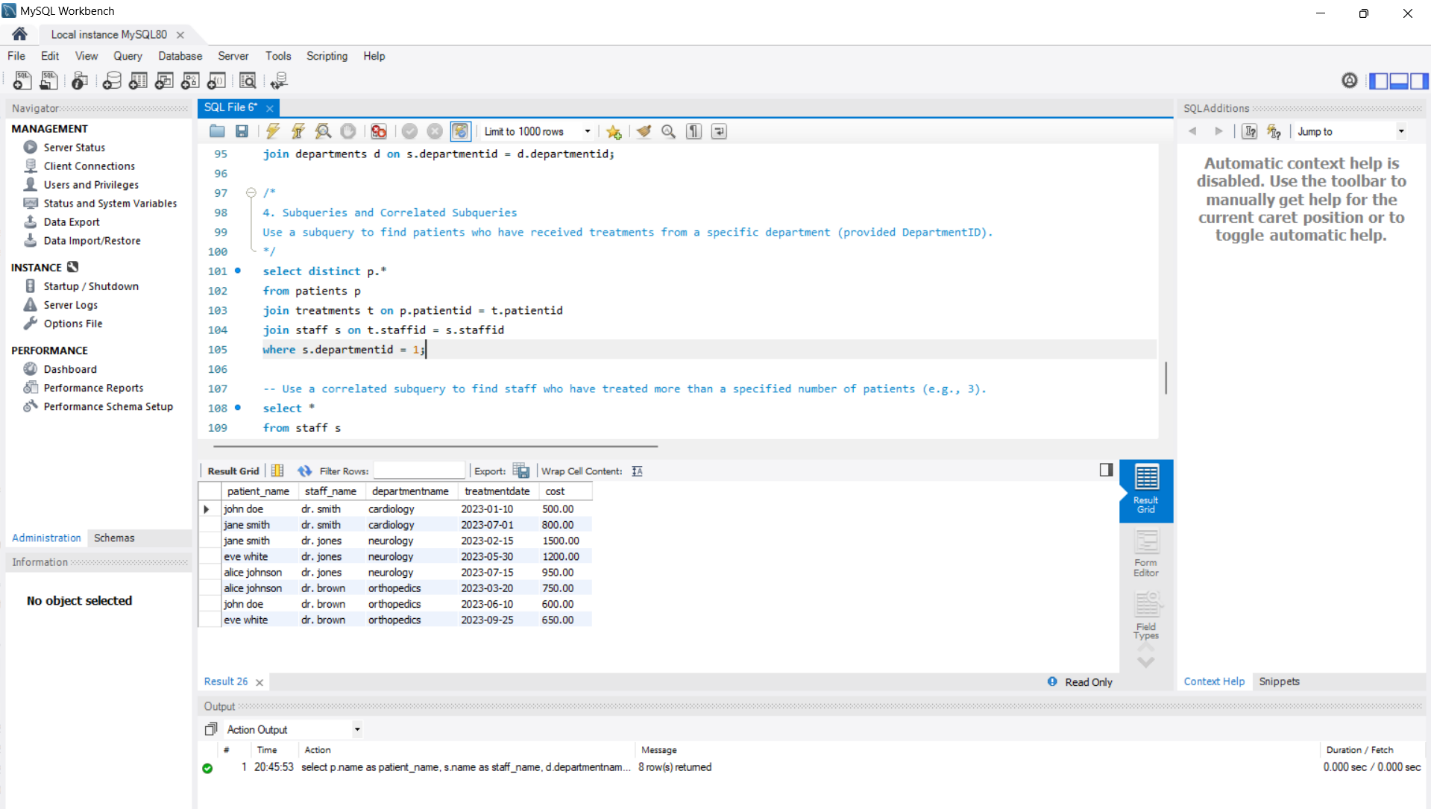 MySQL Workbench
Local instance MySQL80
File Edit View Query Database Server Tools Scripting Help
Navigator
MANAGEMENT
Server Status
Client Connections
Users and Privileges
Status and System Variables
Data Export
Data Import/Restore
INSTANCE
Startup / Shutdown
Server Logs
Options File
PERFORMANCE
Dashboard
Performance Reports
Performance Schema Setup
Administration Schemas
Information
No object selected
SQL File 6*
Limit to 1000 rows
95 join departments d on s.departmentid = d.departmentid;
96
97 /*
98 4. Subqueries and Correlated Subqueries
99 Use a subquery to find patients who have received treatments from a specific department (provided DepartmentID).
100 */
101 select distinct p.*
102 from patients p
103 join treatments t on p.patientid = t.patientid
104 join staff s on t.staffid = s.staffid
105 where s.departmentid = 1;
106
107 -- Use a correlated subquery to find staff who have treated more than a specified number of patients (e.g., 3).
108 select *
109 from staff s
Result Grid Filter Rows: Export: Wrap Cell Content:
patient_name staff_name departmentname treatmentdate cost
john doe dr. smith cardiology 2023-01-10 500.00
jane smith dr. smith cardiology 2023-07-01 800.00
jane smith dr. jones neurology 2023-02-15 1500.00
eve white dr. jones neurology 2023-05-30 1200.00
alice johnson dr. jones neurology 2023-07-15 950.00
alice johnson dr. brown orthopedics 2023-03-20 750.00
john doe dr. brown orthopedics 2023-06-10 600.00
eve white dr. brown orthopedics 2023-09-25 650.00
Result
Grid
Form
Editor
Field
Types
Result 26
Read Only
Output
Action Output
# Time Action Message Duration / Fetch
1 20:45:53 select p.name as patient_name, s.name as staff_name, d.departmentnam... 8 row(s) returned 0.000 sec / 0.000 sec
SQLAdditions
Jump to
Automatic context help is
disabled. Use the toolbar to
manually get help for the
current caret position or to
toggle automatic help.
Context Help Snippets